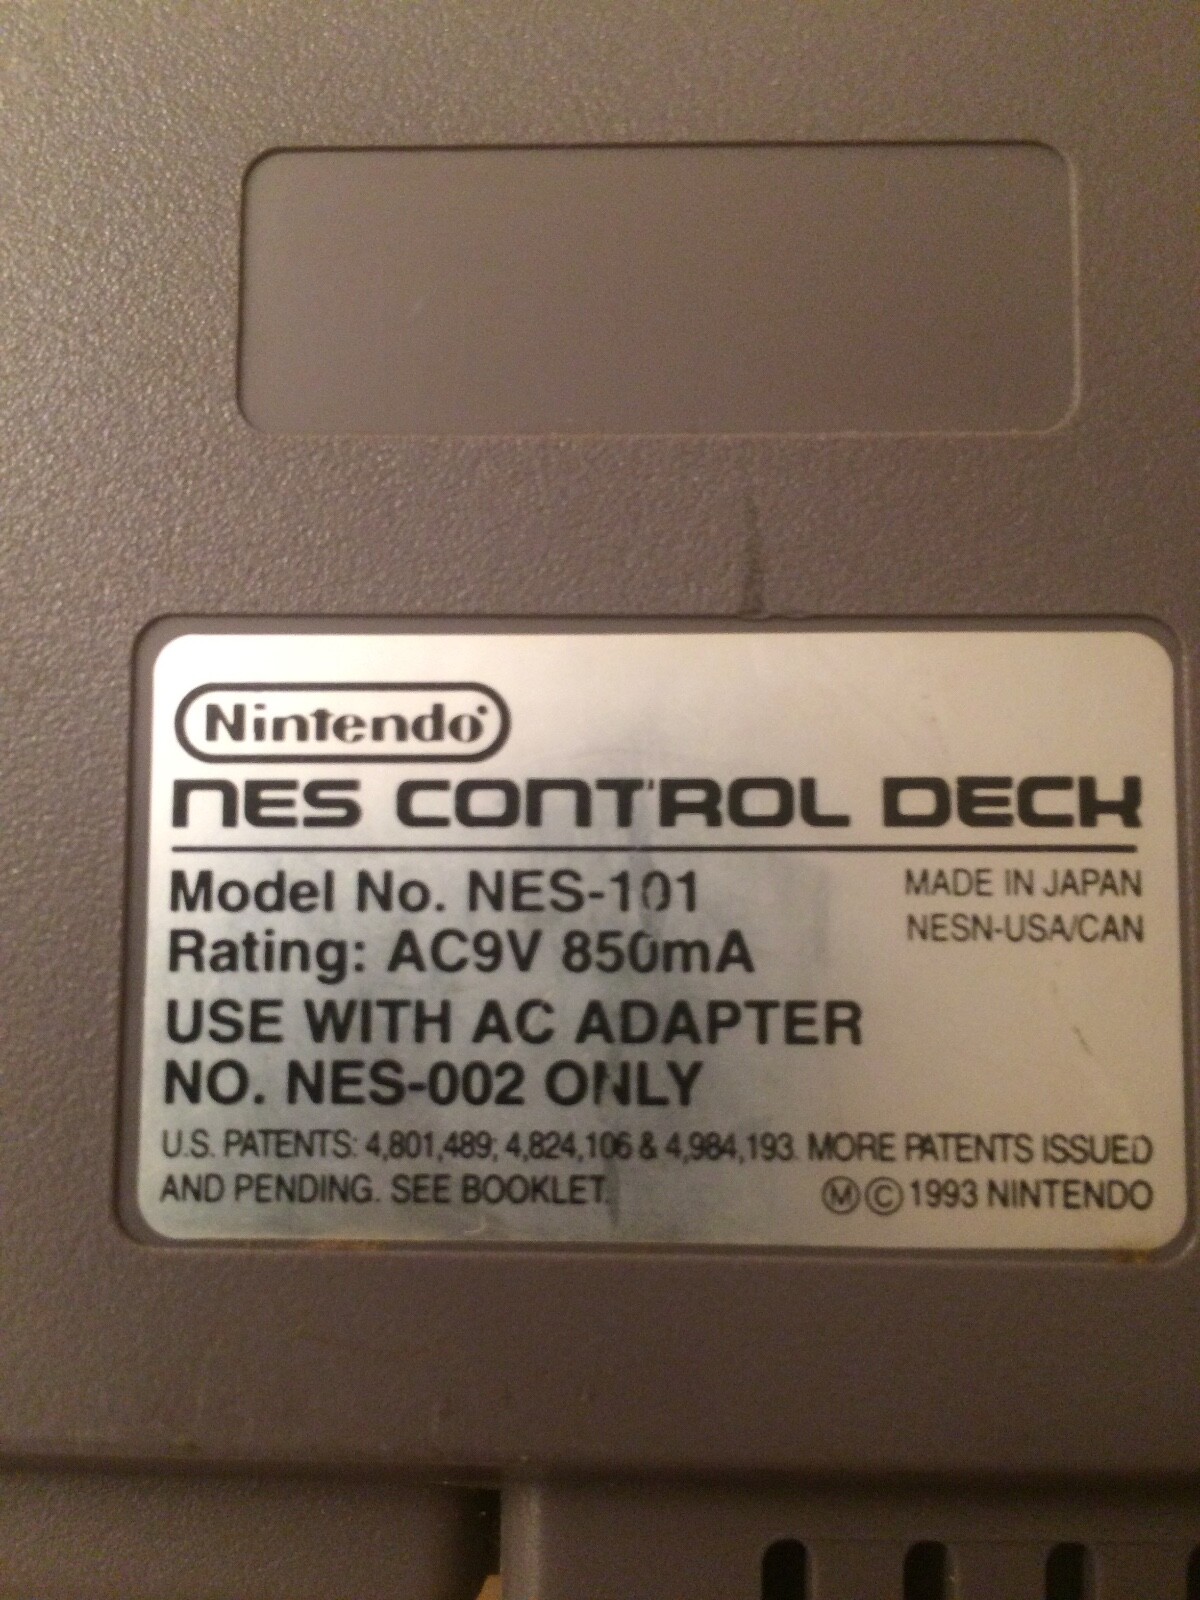 Nintendo
NES CONTROL DECK
Model No. NES-101
MADE IN JAPAN
Rating: AC9V 850mA
NESN-USA/CAN
USE WITH AC ADAPTER
NO. NES-002 ONLY
U.S. PATENTS: 4,801,489; 4,824,106 & 4,984,193. MORE PATENTS ISSUED
AND PENDING. SEE BOOKLET.
Ⓜ © 1993 NINTENDO